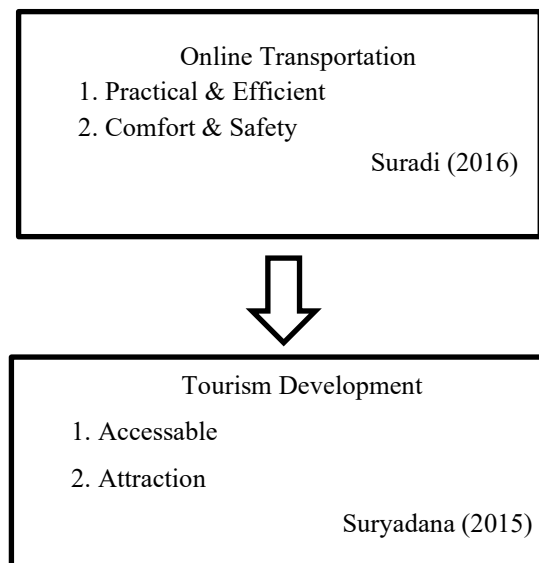 Online Transportation
1. Practical & Efficient
2. Comfort & Safety
Suradi (2016)
Tourism Development
1. Accessable
2. Attraction
Suryadana (2015)